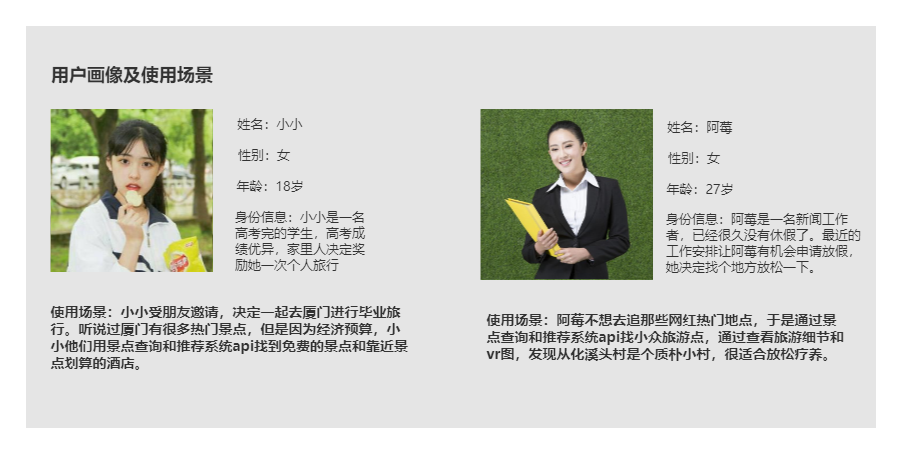 用户画像及使用场景
姓名：小小
性别：女
年龄：18岁
身份信息：小小是一名
高考完的学生，高考成
绩优异，家里人决定奖
励她一次个人旅行
使用场景：小小受朋友邀请，决定一起去厦门进行毕业旅
行。听说过厦门有很多热门景点，但是因为经济预算，小
小他们用景点查询和推荐系统api找到免费的景点和靠近景
点划算的酒店。
姓名：阿莓
性别：女
年龄：27岁
身份信息：阿莓是一名新闻工作
者，已经很久没有休假了。最近的
工作安排让阿莓有机会申请放假，
她决定找个地方放松一下。
使用场景：阿莓不想去追那些网红热门地点，于是通过景
点查询和推荐系统api找小众旅游点，通过查看旅游细节和
vr图，发现从化溪头村是个质朴小村，很适合放松疗养。